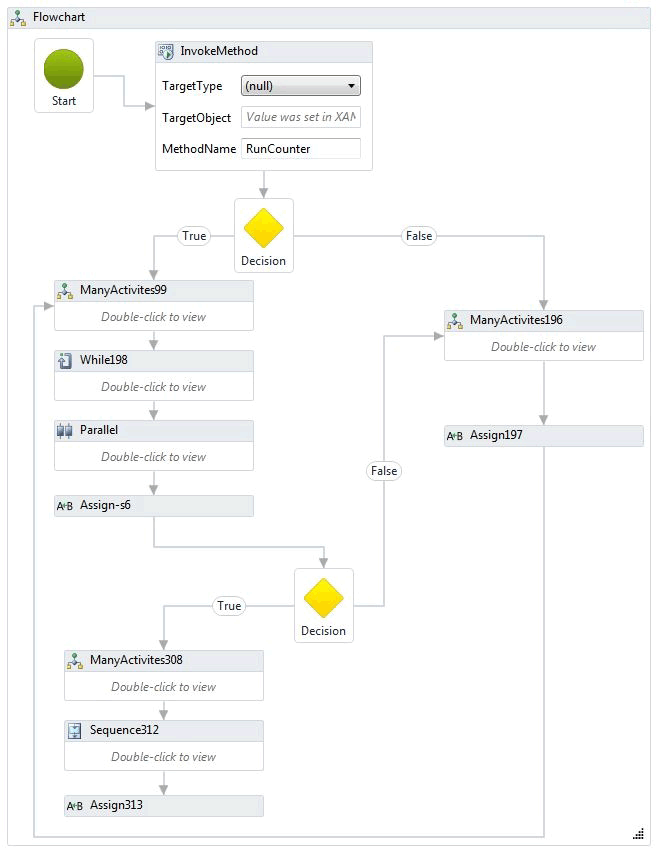 Flowchart
Start
InvokeMethod
TargetType (null)
TargetObject Value was set in XAM
MethodName RunCounter
Decision
True
False
ManyActivites99
Double-click to view
While198
Double-click to view
Parallel
Double-click to view
A+B Assign-s6
ManyActivites196
Double-click to view
A+B Assign197
False
Decision
True
ManyActivites308
Double-click to view
Sequence312
Double-click to view
A+B Assign313